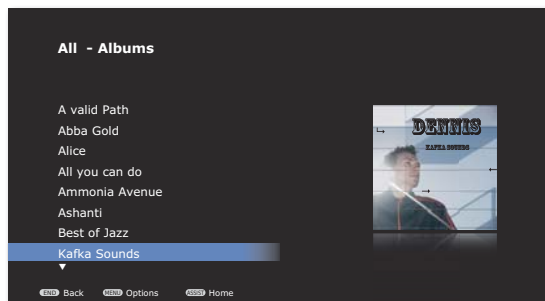 All - Albums
A valid Path
Abba Gold
Alice
All you can do
Ammonia Avenue
Ashanti
Best of Jazz
Kafka Sounds
DENNIS
KAFKA SOUNDS
END Back MENU Options ASSIST Home